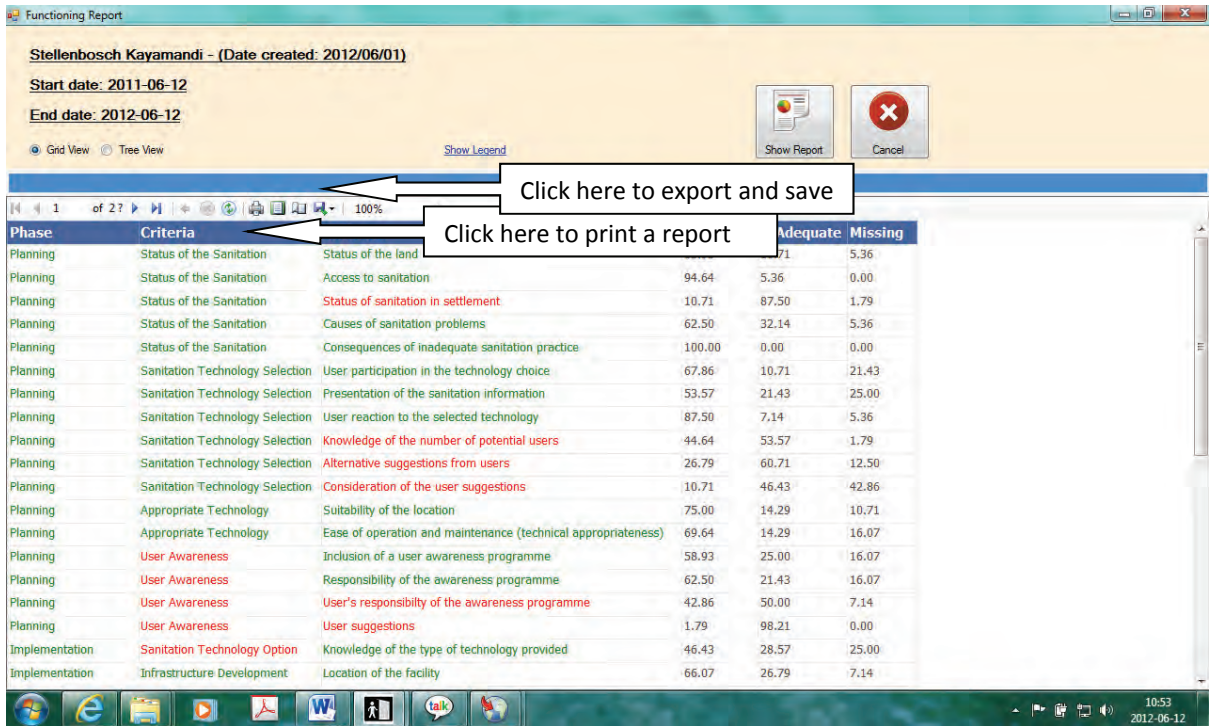 Functioning Report
Stellenbosch Kayamandi - (Date created: 2012/06/01)
Start date: 2011-06-12
End date: 2012-06-12
Grid View Tree View Show Legend Show Report Cancel
Click here to export and save
1 of 2 ? 100%
Click here to print a report
Phase Criteria Adequate Missing
Planning Status of the Sanitation Status of the land 5.36
Planning Status of the Sanitation Access to sanitation 94.64 5.36 0.00
Planning Status of the Sanitation Status of sanitation in settlement 10.71 87.50 1.79
Planning Status of the Sanitation Causes of sanitation problems 62.50 32.14 5.36
Planning Status of the Sanitation Consequences of inadequate sanitation practice 100.00 0.00 0.00
Planning Sanitation Technology Selection User participation in the technology choice 67.86 10.71 21.43
Planning Sanitation Technology Selection Presentation of the sanitation information 53.57 21.43 25.00
Planning Sanitation Technology Selection User reaction to the selected technology 87.50 7.14 5.36
Planning Sanitation Technology Selection Knowledge of the number of potential users 44.64 53.57 1.79
Planning Sanitation Technology Selection Alternative suggestions from users 26.79 60.71 12.50
Planning Sanitation Technology Selection Consideration of the user suggestions 10.71 46.43 42.86
Planning Appropriate Technology Suitability of the location 75.00 14.29 10.71
Planning Appropriate Technology Ease of operation and maintenance (technical appropriateness) 69.64 14.29 16.07
Planning User Awareness Inclusion of a user awareness programme 58.93 25.00 16.07
Planning User Awareness Responsibility of the awareness programme 62.50 21.43 16.07
Planning User Awareness User's responsibilty of the awareness programme 42.86 50.00 7.14
Planning User Awareness User suggestions 1.79 98.21 0.00
Implementation Sanitation Technology Option Knowledge of the type of technology provided 46.43 28.57 25.00
Implementation Infrastructure Development Location of the facility 66.07 26.79 7.14
talk
10:53
2012-06-12